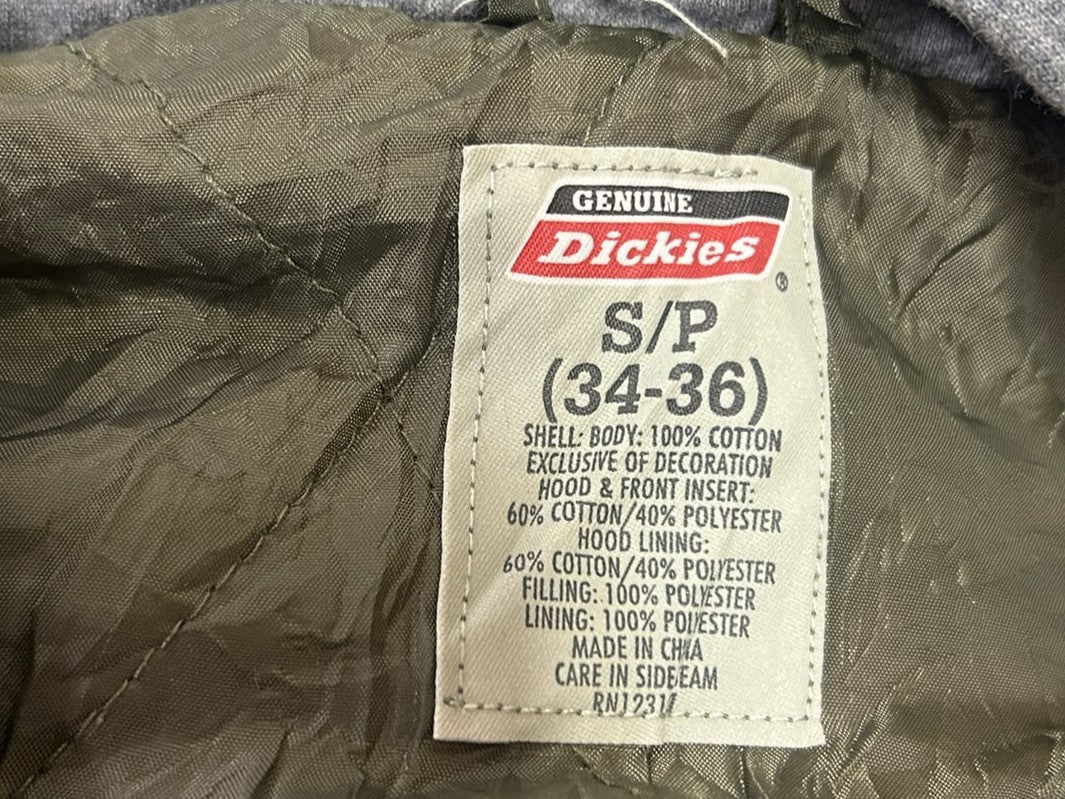 GENUINE
Dickies
®
S/P
(34-36)
SHELL: BODY: 100% COTTON
EXCLUSIVE OF DECORATION
HOOD & FRONT INSERT:
60% COTTON/40% POLYESTER
HOOD LINING:
60% COTTON/40% POLYESTER
FILLING: 100% POLYESTER
LINING: 100% POLYESTER
MADE IN CHINA
CARE IN SIDESEAM